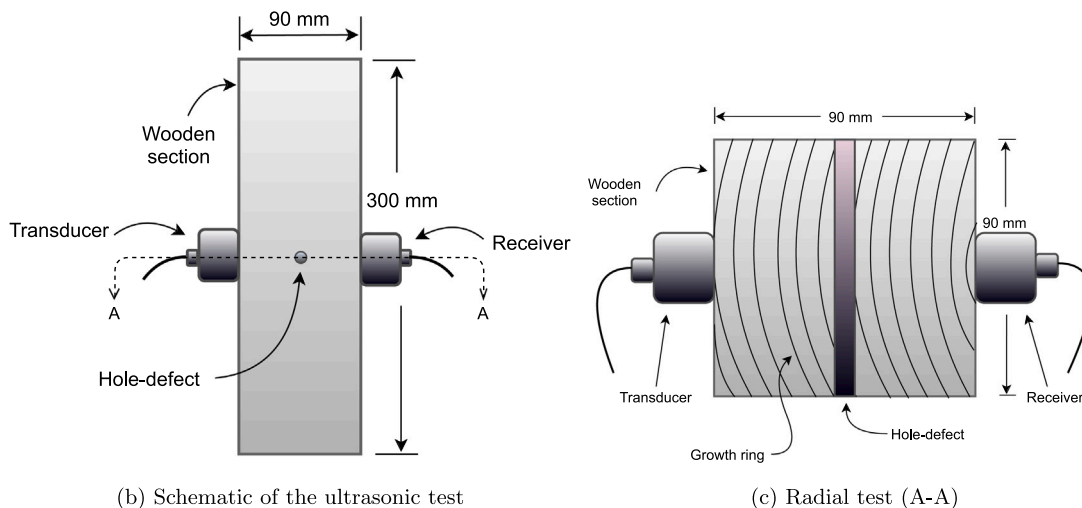 90 mm
Wooden
section
300 mm
Transducer
Receiver
A
A
Hole-defect
(b) Schematic of the ultrasonic test
90 mm
Wooden
section
90 mm
Transducer
Receiver
Hole-defect
Growth ring
(c) Radial test (A-A)